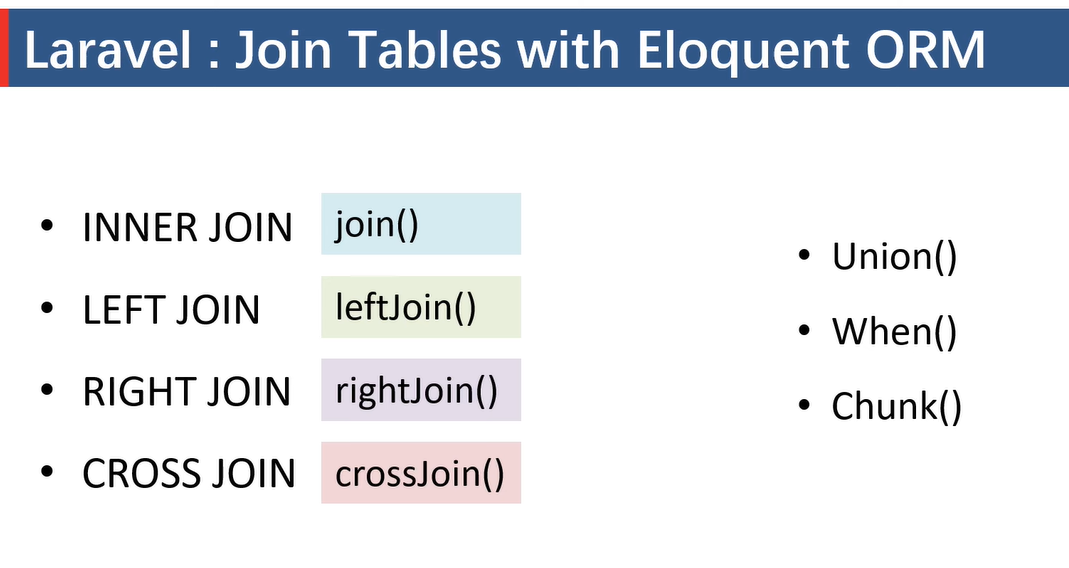 Laravel : Join Tables with Eloquent ORM
• INNER JOIN join()
• LEFT JOIN leftJoin()
• RIGHT JOIN rightJoin()
• CROSS JOIN crossJoin()
• Union()
• When()
• Chunk()